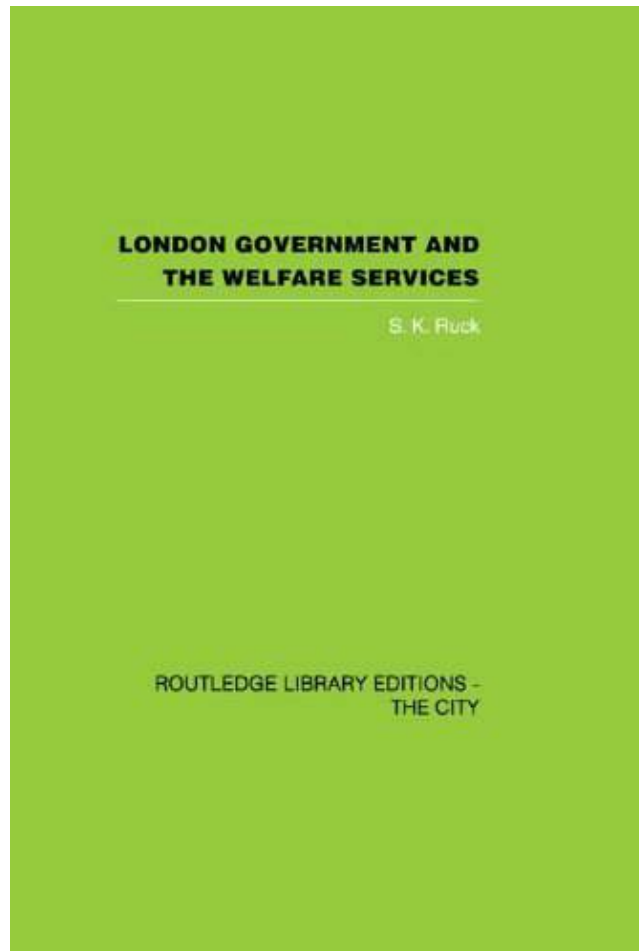 LONDON GOVERNMENT AND
THE WELFARE SERVICES
S. K. Ruck
ROUTLEDGE LIBRARY EDITIONS -
THE CITY